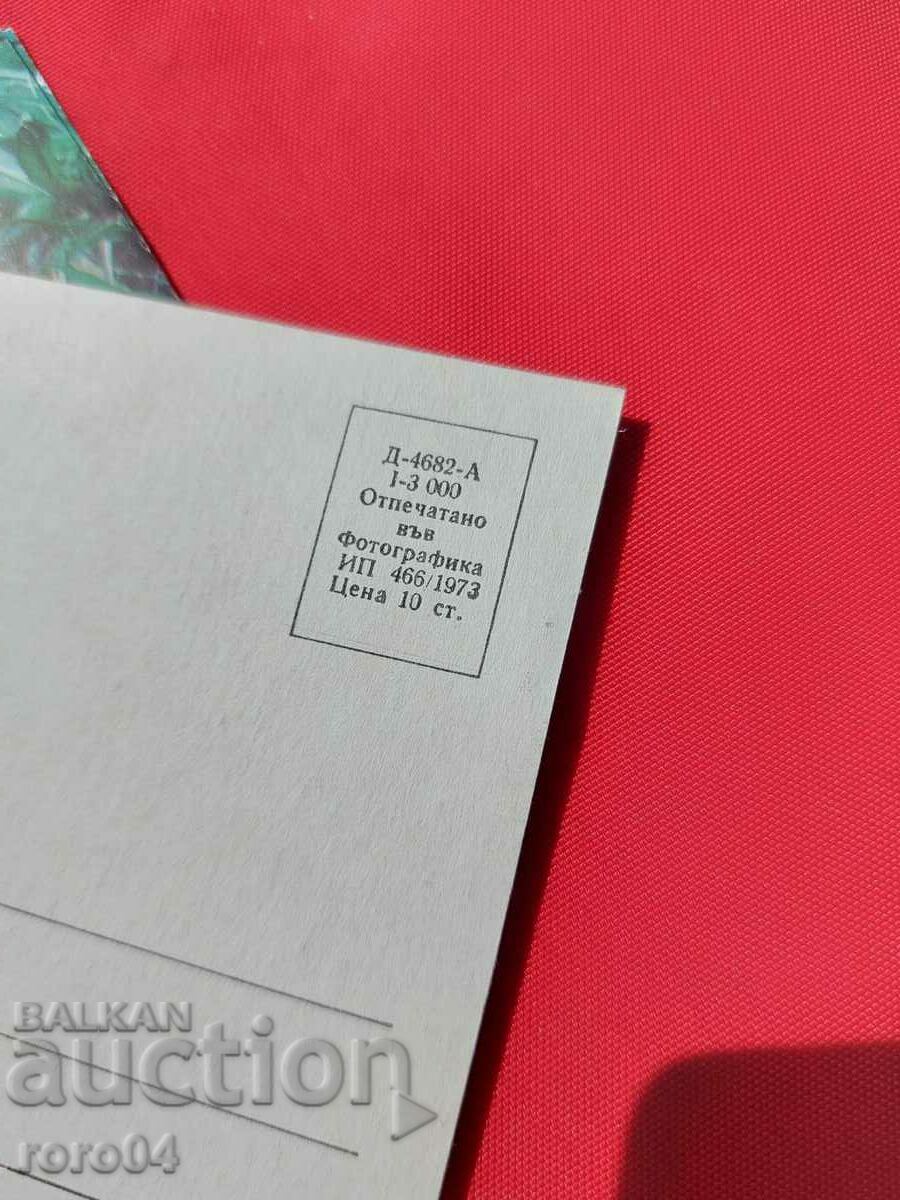 Д-4682-А
I-3 000
Отпечатано
във
Фотографика
ИП 466/1973
Цена 10 ст.
BALKAN
auction
roro04